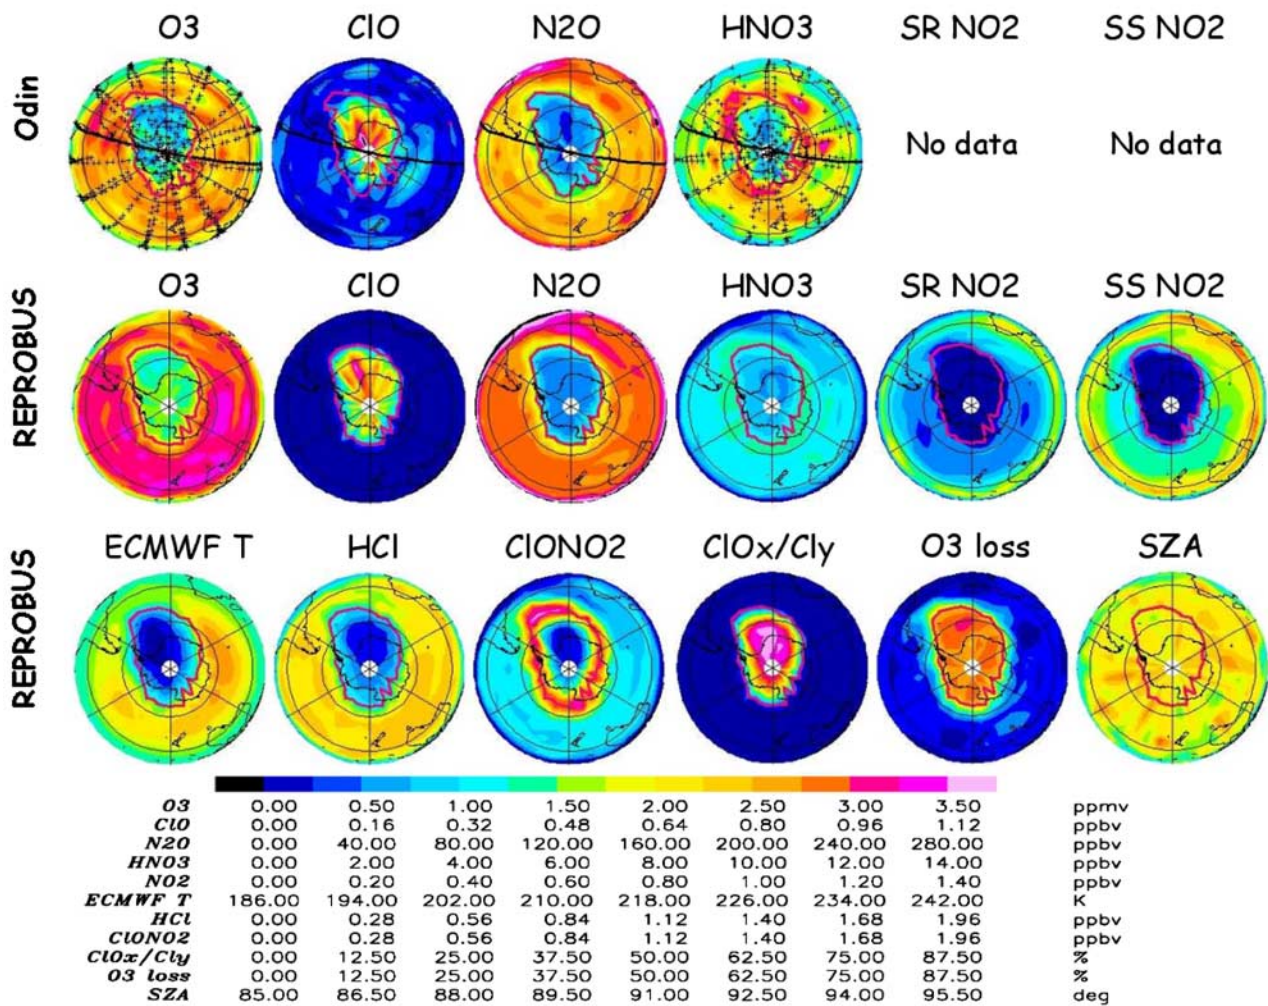 O3 ClO N2O HNO3 SR NO2 SS NO2
Odin
No data No data
O3 ClO N2O HNO3 SR NO2 SS NO2
REPROBUS
ECMWF T HCl ClONO2 ClOx/Cly O3 loss SZA
REPROBUS
O3 0.00 0.50 1.00 1.50 2.00 2.50 3.00 3.50 ppmv
ClO 0.00 0.16 0.32 0.48 0.64 0.80 0.96 1.12 ppbv
N2O 0.00 40.00 80.00 120.00 160.00 200.00 240.00 280.00 ppbv
HNO3 0.00 2.00 4.00 6.00 8.00 10.00 12.00 14.00 ppbv
NO2 0.00 0.20 0.40 0.60 0.80 1.00 1.20 1.40 ppbv
ECMWF T 186.00 194.00 202.00 210.00 218.00 226.00 234.00 242.00 K
HCl 0.00 0.28 0.56 0.84 1.12 1.40 1.68 1.96 ppbv
ClONO2 0.00 0.28 0.56 0.84 1.12 1.40 1.68 1.96 ppbv
ClOx/Cly 0.00 12.50 25.00 37.50 50.00 62.50 75.00 87.50 %
O3 loss 0.00 12.50 25.00 37.50 50.00 62.50 75.00 87.50 %
SZA 85.00 86.50 88.00 89.50 91.00 92.50 94.00 95.50 deg